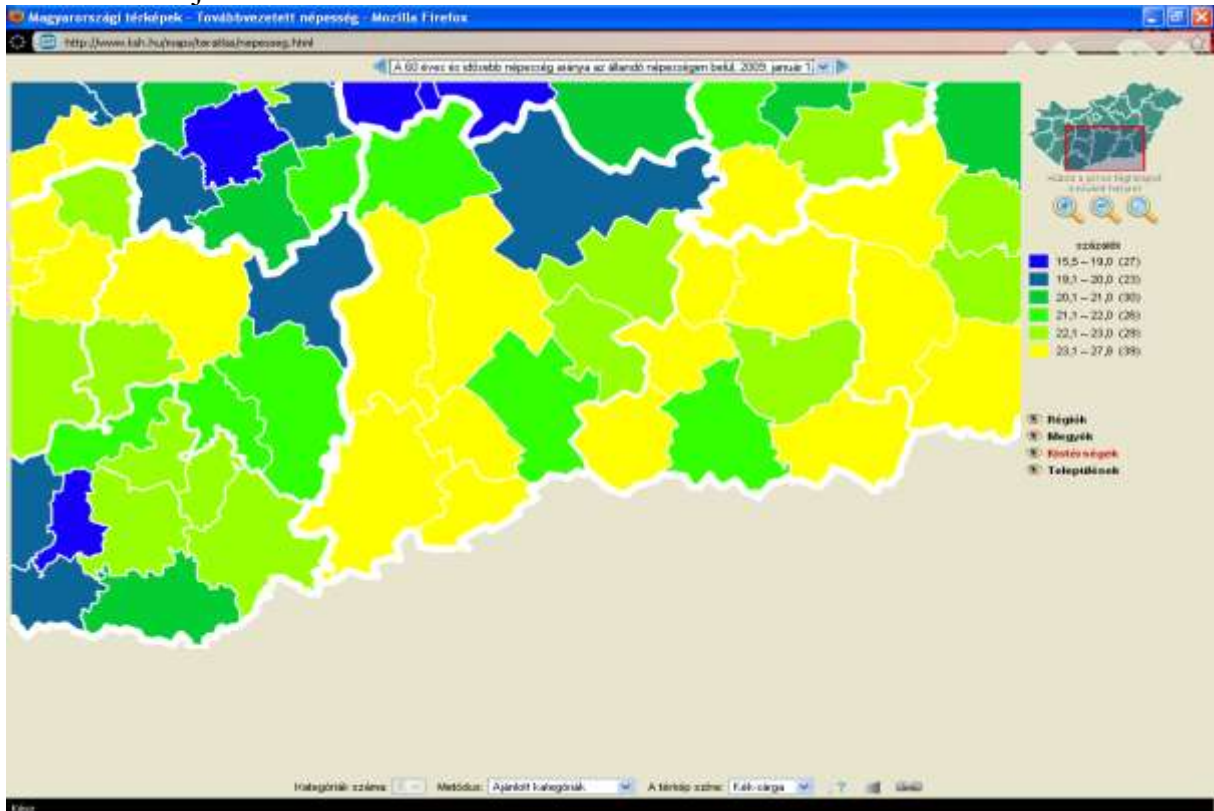 Magyarországi térképek - Továbbvezetett népesség - Mozilla Firefox
http://www.ksh.hu/maps/teratlsa/nepesseg.html
A 60 éves és idősebb népesség aránya az állandó népességen belül, 2009. január 1.
százalék
15,5 – 19,0 (27)
19,1 – 20,0 (23)
20,1 – 21,0 (30)
21,1 – 22,0 (26)
22,1 – 23,0 (29)
23,1 – 27,8 (39)
Régiók
Megyék
Kistérségek
Települések
Kategóriák száma: Metódus: Ajánlott kategóriák A térkép színe: Kék-sárga ?
Kész